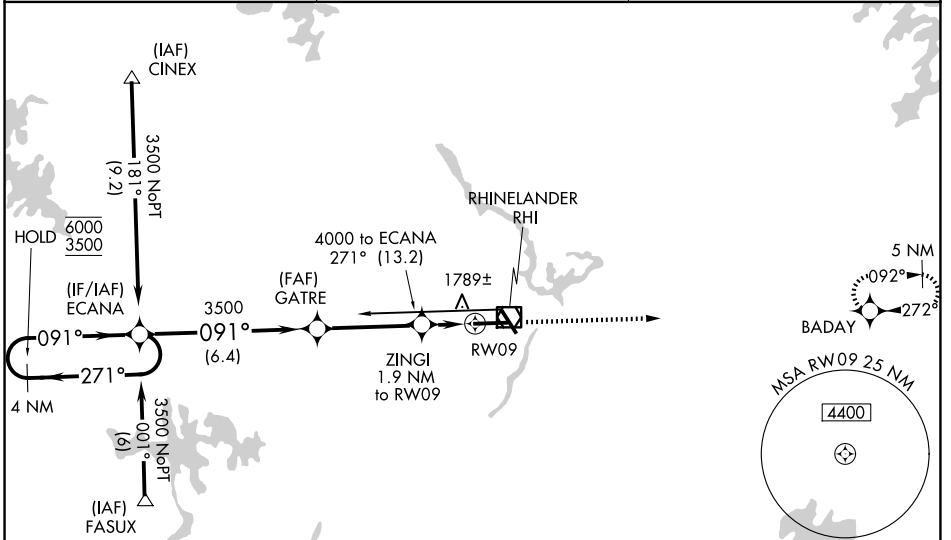 (IAF)
CINEX
3500 NoPT
181°
(9.2)
HOLD
6000
3500
(IF/IAF)
ECANA
091°
271°
4 NM
3500
091°
(6.4)
3500 NoPT
001°
(6)
(IAF)
FASUX
(FAF)
GATRE
4000 to ECANA
271° (13.2)
1789±
RHINELANDER
RHI
ZINGI
1.9 NM
to RW09
RW09
5 NM
092°
272°
BADAY
MSA RW09 25 NM
4400